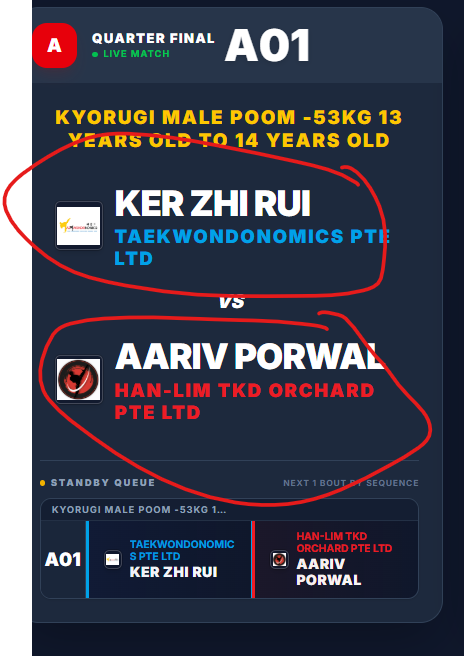 A
QUARTER FINAL
LIVE MATCH
A01
KYORUGI MALE POOM -53KG 13
YEARS OLD TO 14 YEARS OLD
KER ZHI RUI
TAEKWONDONOMICS PTE
LTD
VS
AARIV PORWAL
HAN-LIM TKD ORCHARD
PTE LTD
STANDBY QUEUE
NEXT 1 BOUT BY SEQUENCE
KYORUGI MALE POOM -53KG 1...
A01
TAEKWONDONOMIC
S PTE LTD
KER ZHI RUI
HAN-LIM TKD
ORCHARD PTE LTD
AARIV
PORWAL